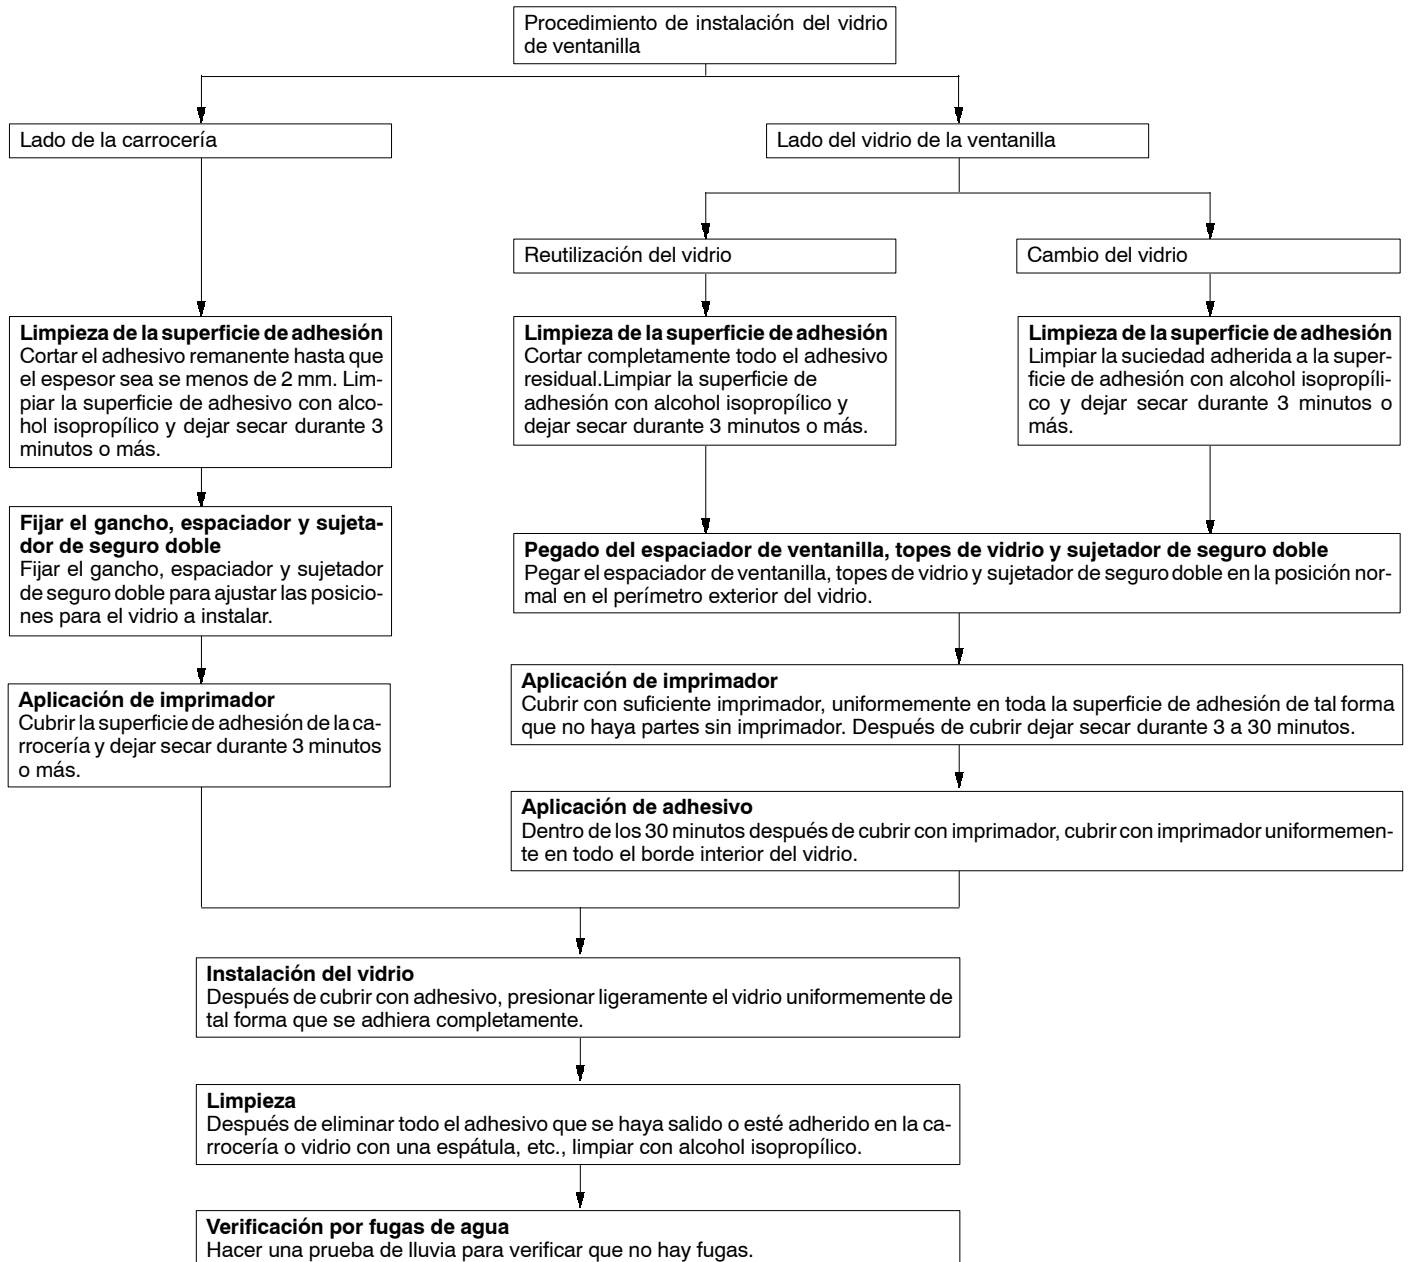 Procedimiento de instalación del vidrio
de ventanilla
Lado de la carrocería
Lado del vidrio de la ventanilla
Reutilización del vidrio
Cambio del vidrio
Limpieza de la superficie de adhesión
Cortar el adhesivo remanente hasta que
el espesor sea se menos de 2 mm. Lim-
piar la superficie de adhesivo con alco-
hol isopropílico y dejar secar durante 3
minutos o más.
Limpieza de la superficie de adhesión
Cortar completamente todo el adhesivo
residual.Limpiar la superficie de
adhesión con alcohol isopropílico y
dejar secar durante 3 minutos o más.
Limpieza de la superficie de adhesión
Limpiar la suciedad adherida a la super-
ficie de adhesión con alcohol isopropíli-
co y dejar secar durante 3 minutos o
más.
Fijar el gancho, espaciador y sujeta-
dor de seguro doble
Fijar el gancho, espaciador y sujetador
de seguro doble para ajustar las posicio-
nes para el vidrio a instalar.
Pegado del espaciador de ventanilla, topes de vidrio y sujetador de seguro doble
Pegar el espaciador de ventanilla, topes de vidrio y sujetador de seguro doble en la posición nor-
mal en el perímetro exterior del vidrio.
Aplicación de imprimador
Cubrir la superficie de adhesión de la ca-
rrocería y dejar secar durante 3 minutos
o más.
Aplicación de imprimador
Cubrir con suficiente imprimador, uniformemente en toda la superficie de adhesión de tal forma
que no haya partes sin imprimador. Después de cubrir dejar secar durante 3 a 30 minutos.
Aplicación de adhesivo
Dentro de los 30 minutos después de cubrir con imprimador, cubrir con imprimador uniformemen-
te en todo el borde interior del vidrio.
Instalación del vidrio
Después de cubrir con adhesivo, presionar ligeramente el vidrio uniformemente de
tal forma que se adhiera completamente.
Limpieza
Después de eliminar todo el adhesivo que se haya salido o esté adherido en la ca-
rrocería o vidrio con una espátula, etc., limpiar con alcohol isopropílico.
Verificación por fugas de agua
Hacer una prueba de lluvia para verificar que no hay fugas.